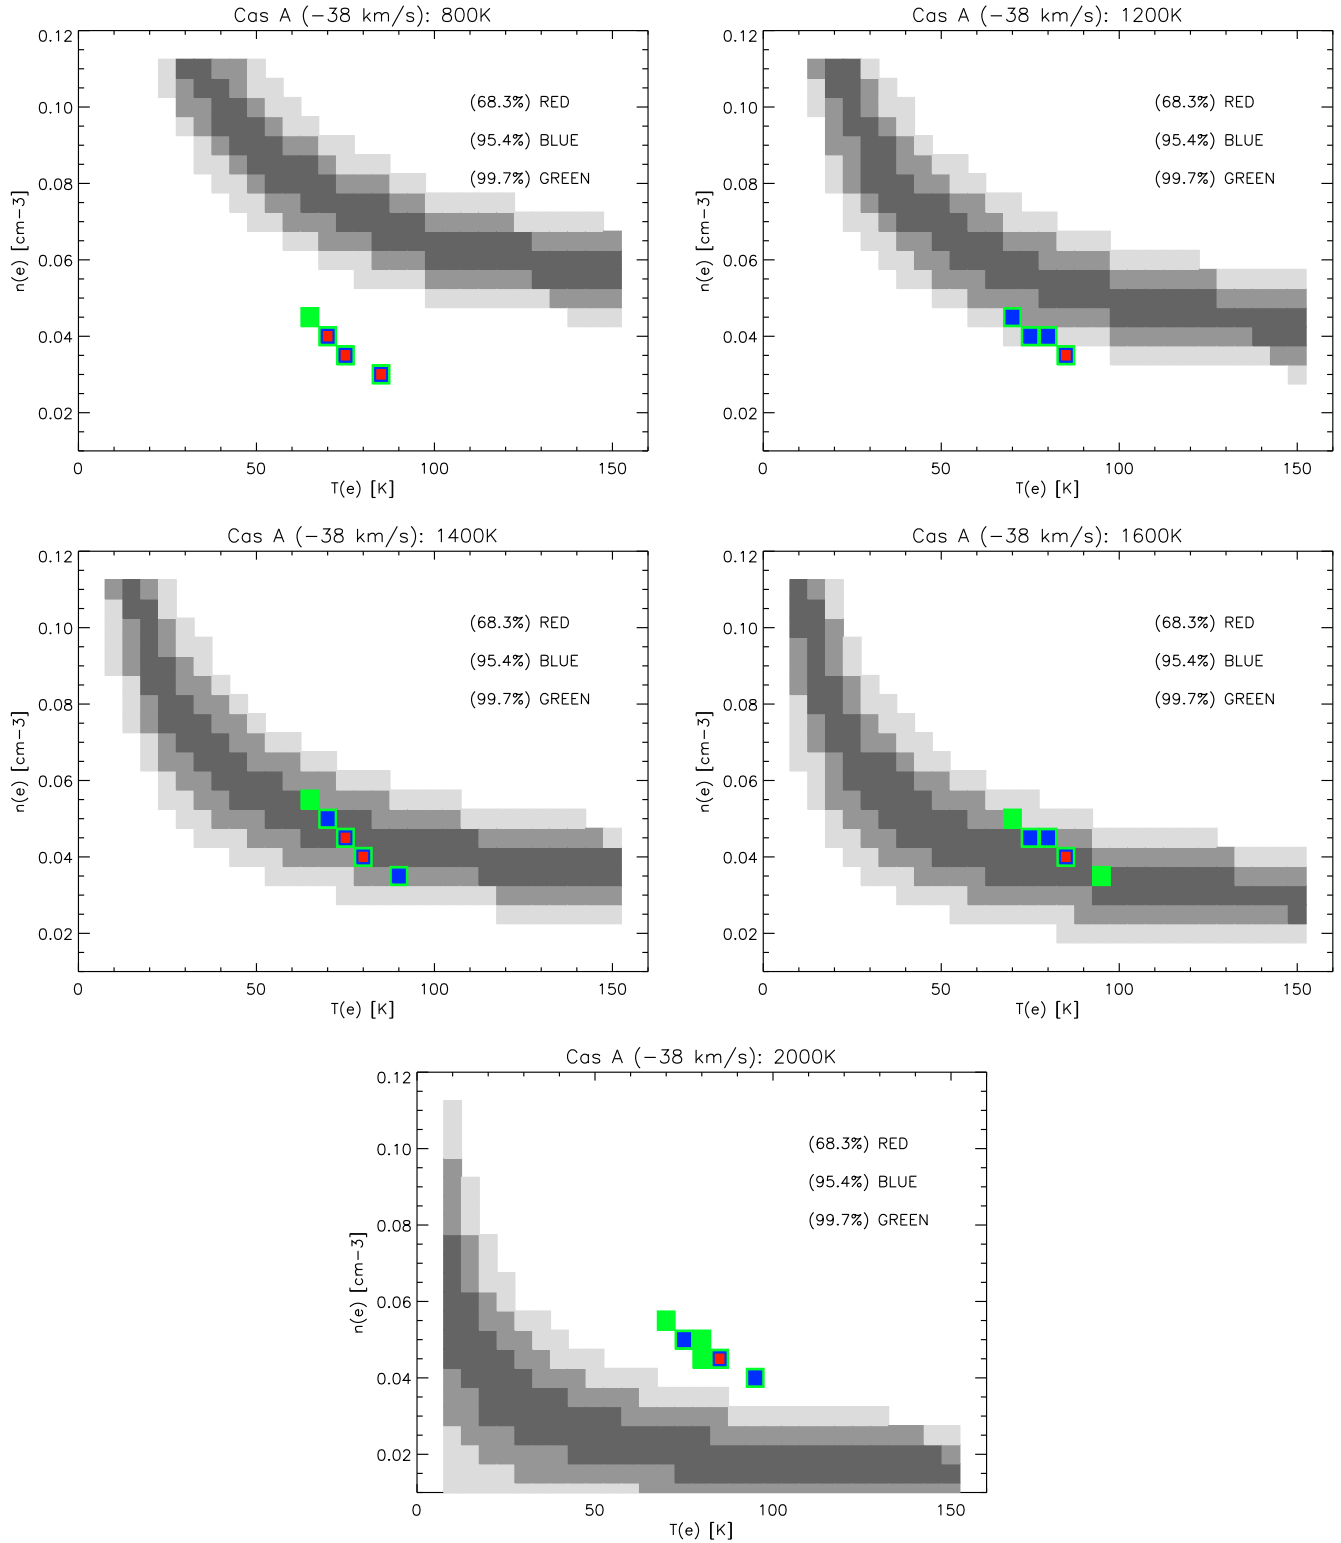 Cas A (−38 km/s): 800K
0.12
0.10
0.08
0.06
0.04
0.02
n(e) [cm−3]
(68.3%) RED
(95.4%) BLUE
(99.7%) GREEN
0 50 100 150
T(e) [K]
Cas A (−38 km/s): 1200K
0.12
0.10
0.08
0.06
0.04
0.02
n(e) [cm−3]
(68.3%) RED
(95.4%) BLUE
(99.7%) GREEN
0 50 100 150
T(e) [K]
Cas A (−38 km/s): 1400K
0.12
0.10
0.08
0.06
0.04
0.02
n(e) [cm−3]
(68.3%) RED
(95.4%) BLUE
(99.7%) GREEN
0 50 100 150
T(e) [K]
Cas A (−38 km/s): 1600K
0.12
0.10
0.08
0.06
0.04
0.02
n(e) [cm−3]
(68.3%) RED
(95.4%) BLUE
(99.7%) GREEN
0 50 100 150
T(e) [K]
Cas A (−38 km/s): 2000K
0.12
0.10
0.08
0.06
0.04
0.02
n(e) [cm−3]
(68.3%) RED
(95.4%) BLUE
(99.7%) GREEN
0 50 100 150
T(e) [K]